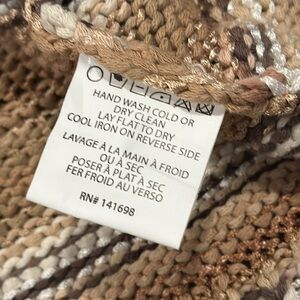 HAND WASH COLD OR
DRY CLEAN
LAY FLAT TO DRY
COOL IRON ON REVERSE SIDE
LAVAGE À LA MAIN À FROID
OU À SEC
POSER À PLAT À SEC
FER FROID AU VERSO
RN# 141698